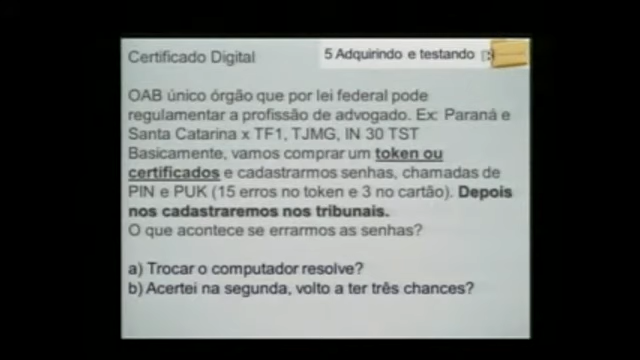 Certificado Digital
5 Adquirindo e testando
OAB único órgão que por lei federal pode
regulamentar a profissão de advogado. Ex: Paraná e
Santa Catarina x TF1, TJMG, IN 30 TST
Basicamente, vamos comprar um token ou
certificados e cadastrarmos senhas, chamadas de
PIN e PUK (15 erros no token e 3 no cartão). Depois
nos cadastraremos nos tribunais.
O que acontece se errarmos as senhas?
a) Trocar o computador resolve?
b) Acertei na segunda, volto a ter três chances?